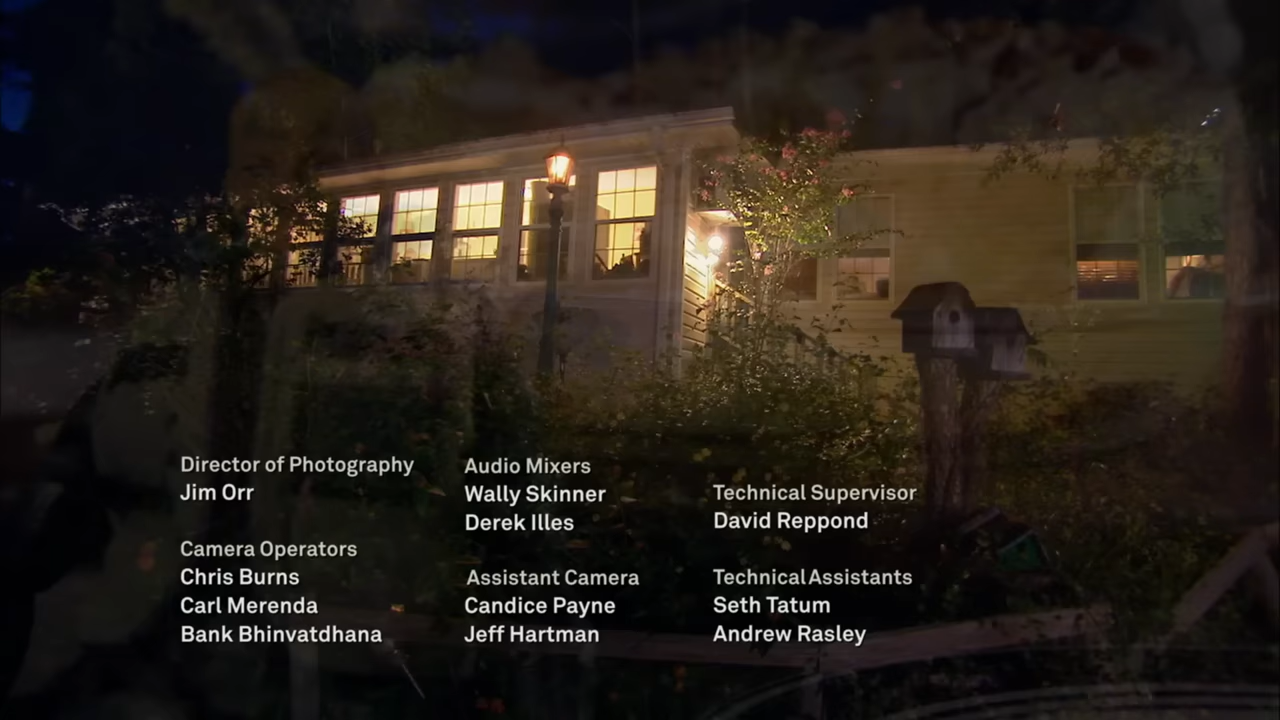 Director of Photography
Jim Orr
Camera Operators
Chris Burns
Carl Merenda
Bank Bhinvatdhana
Audio Mixers
Wally Skinner
Derek Illes
Assistant Camera
Candice Payne
Jeff Hartman
Technical Supervisor
David Reppond
Technical Assistants
Seth Tatum
Andrew Rasley